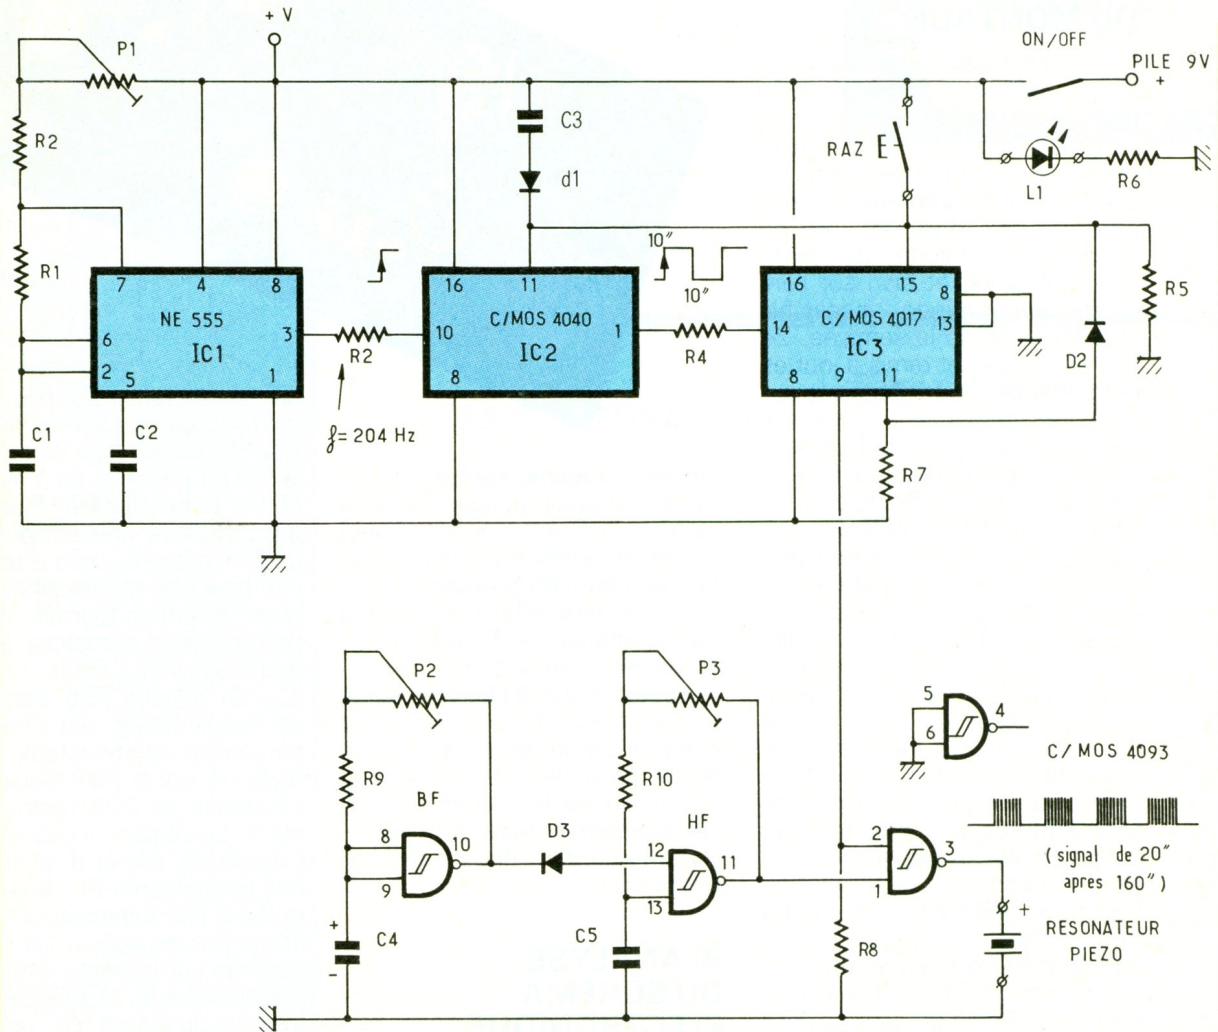 + V
P1
ON/OFF
PILE 9V
+
R2
C3
d1
RAZ
L1
R6
R1
7 4 8
NE 555
IC1
6
2
5
3
1
R2
f = 204 Hz
16 11
C/MOS 4040
IC2
10
1
8
10"
10"
R4
16 15
C/MOS 4017
IC3
14
8
13
8 9 11
D2
R5
C1
C2
R7
P2
P3
R9
BF
8
9
10
D3
R10
HF
12
13
11
C4
+
-
C5
5
6
4
C/MOS 4093
2
1
3
(signal de 20"
apres 160")
R8
+
RESONATEUR
PIEZO